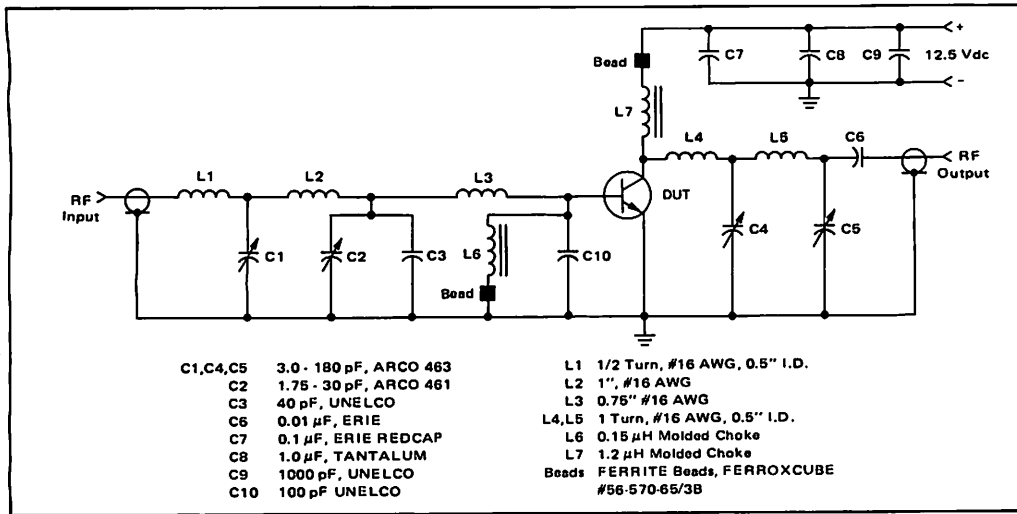 +
Bead
C7
C8
C9
12.5 Vdc
−
L7
L4
L5
C6
RF
Output
L1
L2
L3
DUT
RF
Input
C1
C2
C3
L6
C10
C4
C5
Bead
C1,C4,C5 3.0 - 180 pF, ARCO 463
C2 1.75 - 30 pF, ARCO 461
C3 40 pF, UNELCO
C6 0.01 μF, ERIE
C7 0.1 μF, ERIE REDCAP
C8 1.0 μF, TANTALUM
C9 1000 pF, UNELCO
C10 100 pF UNELCO
L1 1/2 Turn, #16 AWG, 0.5" I.D.
L2 1", #16 AWG
L3 0.75" #16 AWG
L4,L5 1 Turn, #16 AWG, 0.5" I.D.
L6 0.15 μH Molded Choke
L7 1.2 μH Molded Choke
Beads FERRITE Beads, FERROXCUBE
#56-570-65/3B